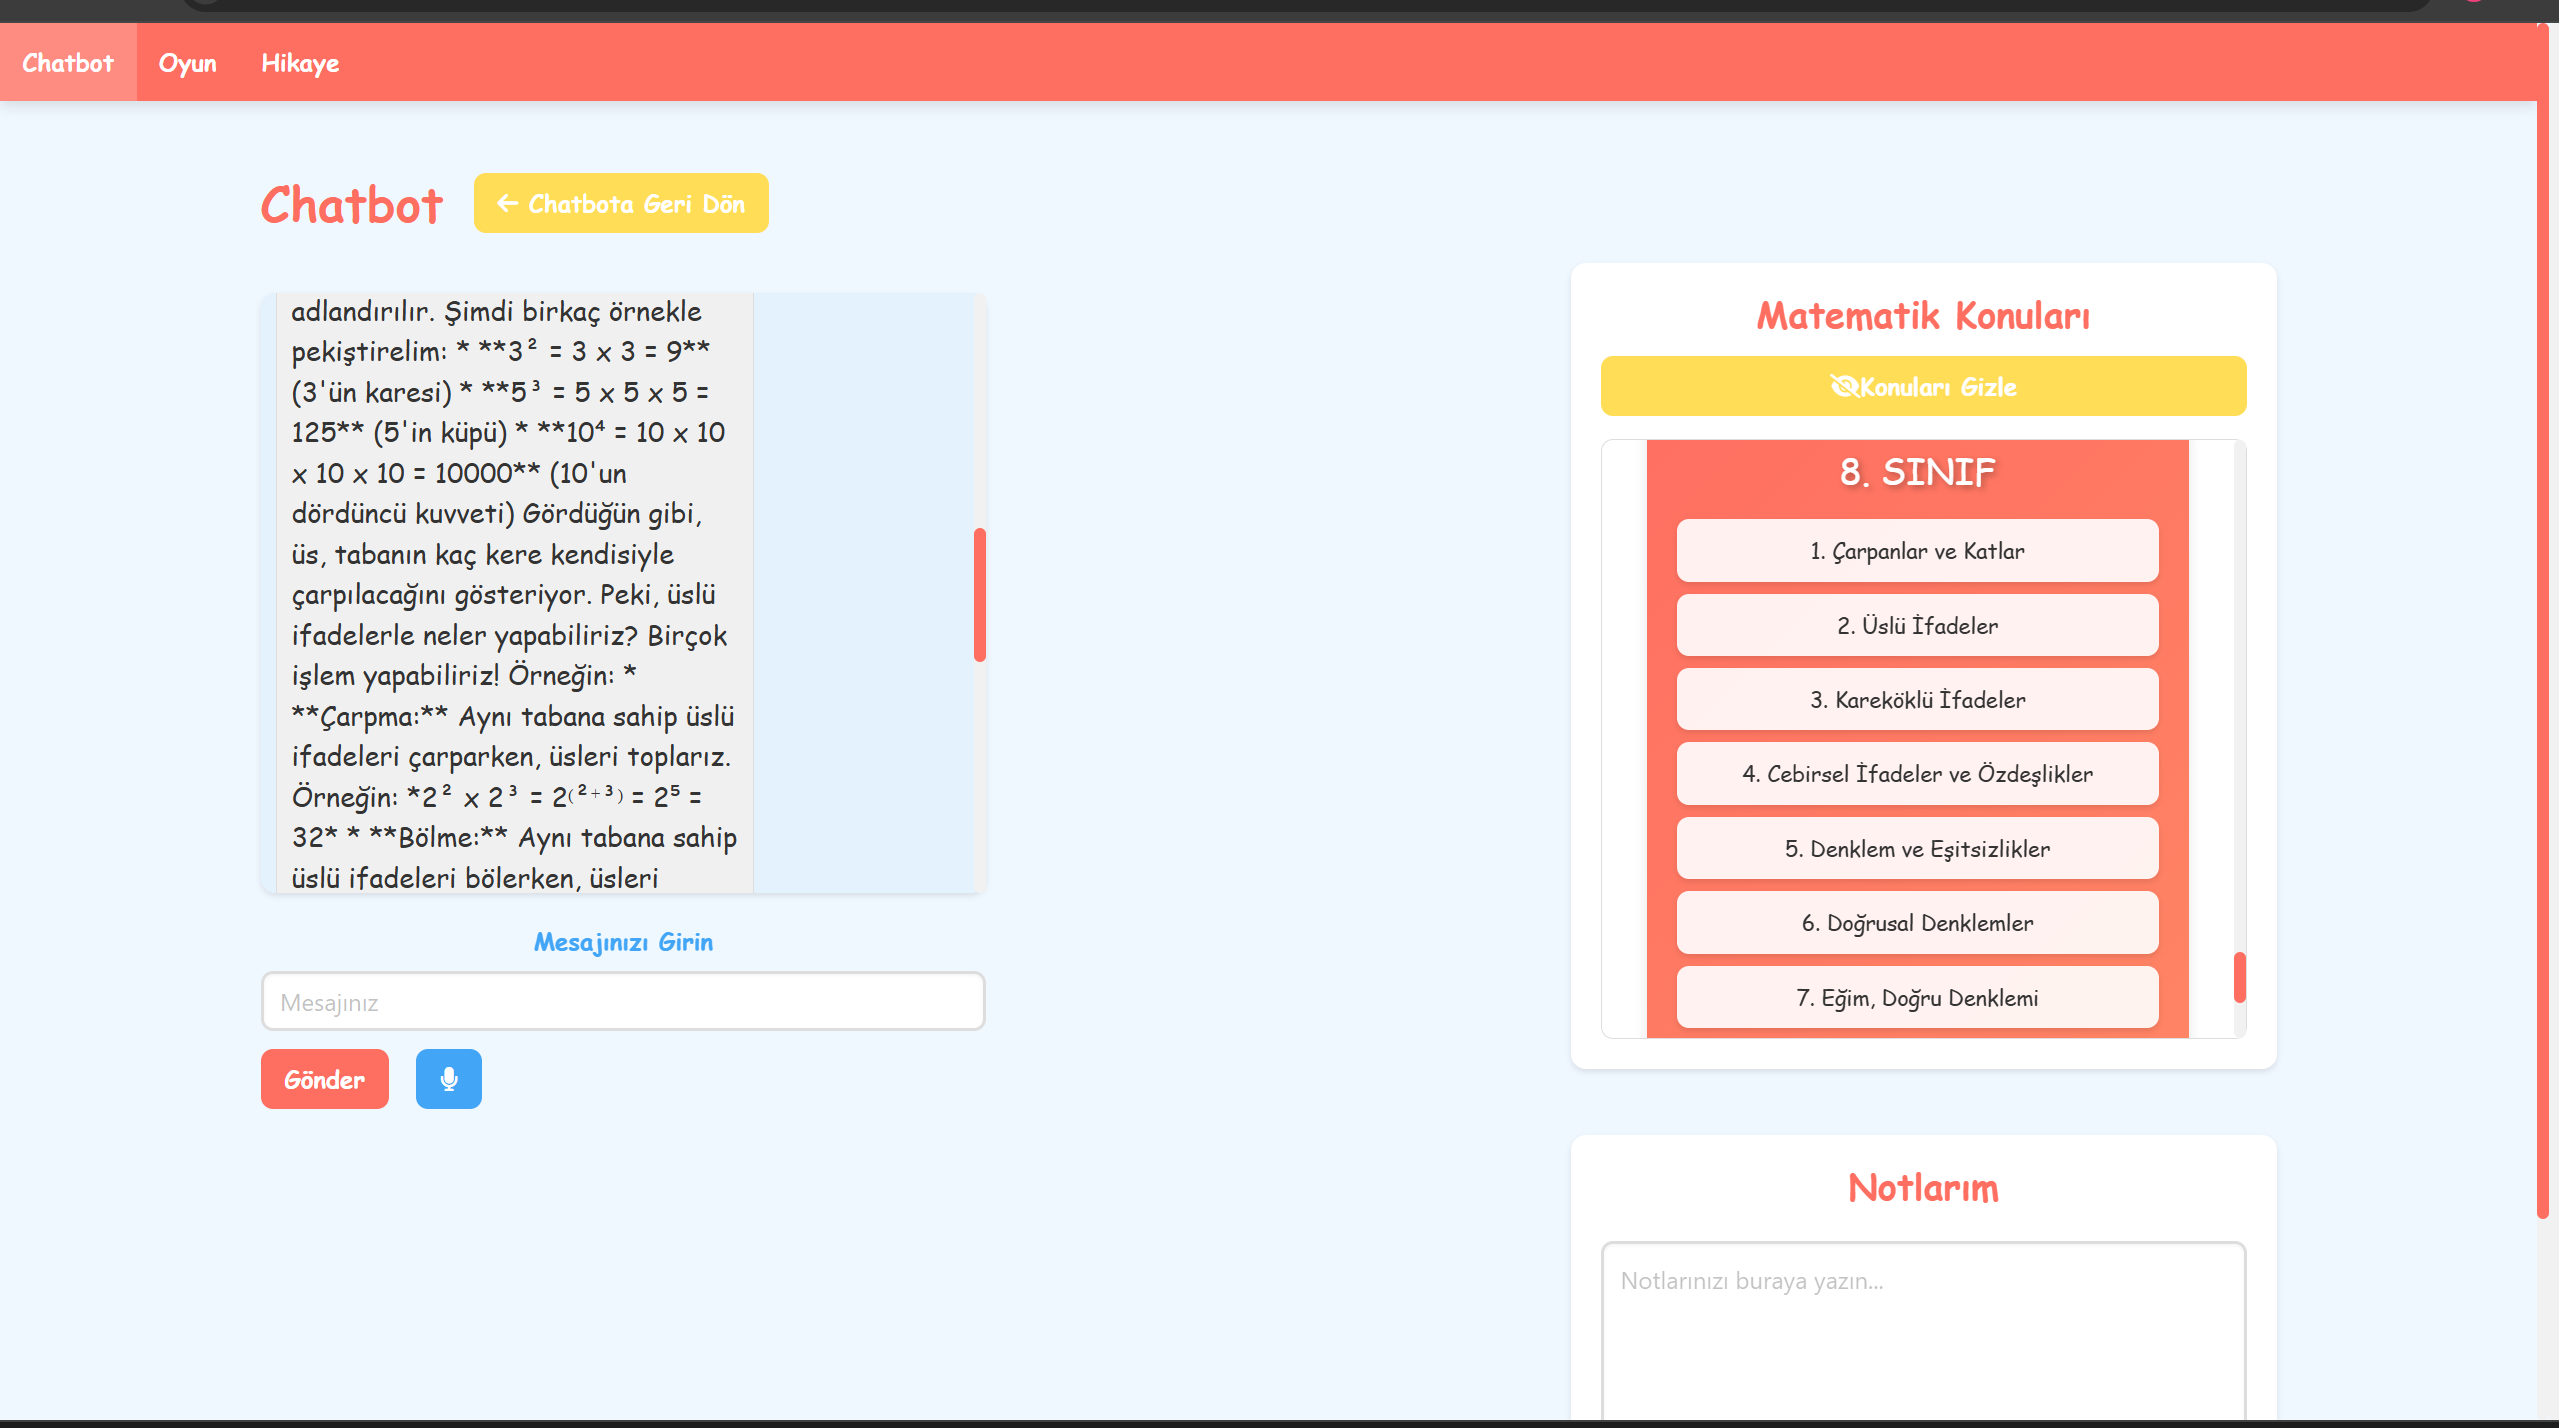 Chatbot
Oyun
Hikaye
Chatbot
← Chatbota Geri Dön
adlandırılır. Şimdi birkaç örnekle
pekiştirelim: * **3² = 3 x 3 = 9**
(3'ün karesi) * **5³ = 5 x 5 x 5 =
125** (5'in küpü) * **10⁴ = 10 x 10
x 10 x 10 = 10000** (10'un
dördüncü kuvveti) Gördüğün gibi,
üs, tabanın kaç kere kendisiyle
çarpılacağını gösteriyor. Peki, üslü
ifadelerle neler yapabiliriz? Birçok
işlem yapabiliriz! Örneğin: *
**Çarpma:** Aynı tabana sahip üslü
ifadeleri çarparken, üsleri toplarız.
Örneğin: *2² x 2³ = 2⁽²⁺³⁾ = 2⁵ =
32* * **Bölme:** Aynı tabana sahip
üslü ifadeleri bölerken, üsleri
Mesajınızı Girin
Mesajınız
Gönder
Matematik Konuları
Konuları Gizle
8. SINIF
1. Çarpanlar ve Katlar
2. Üslü İfadeler
3. Kareköklü İfadeler
4. Cebirsel İfadeler ve Özdeşlikler
5. Denklem ve Eşitsizlikler
6. Doğrusal Denklemler
7. Eğim, Doğru Denklemi
Notlarım
Notlarınızı buraya yazın...